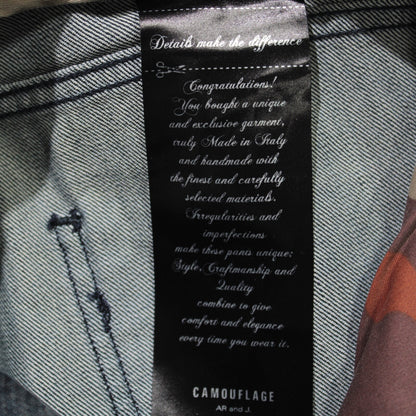 Details make the difference
Congratulations!
You bought a unique
and exclusive garment,
truly Made in Italy
and handmade with
the finest and carefully
selected materials.
Irregularities and
imperfections
make these pants unique;
Style, Craftmanship and
Quality
combine to give
comfort and elegance
every time you wear it.
CAMOUFLAGE
AR and J.